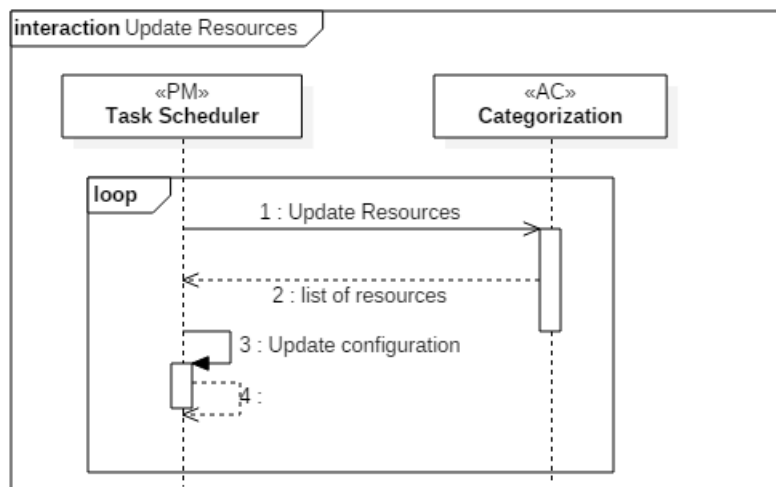 interaction Update Resources
«PM»
Task Scheduler
«AC»
Categorization
loop
1 : Update Resources
2 : list of resources
3 : Update configuration
4 :